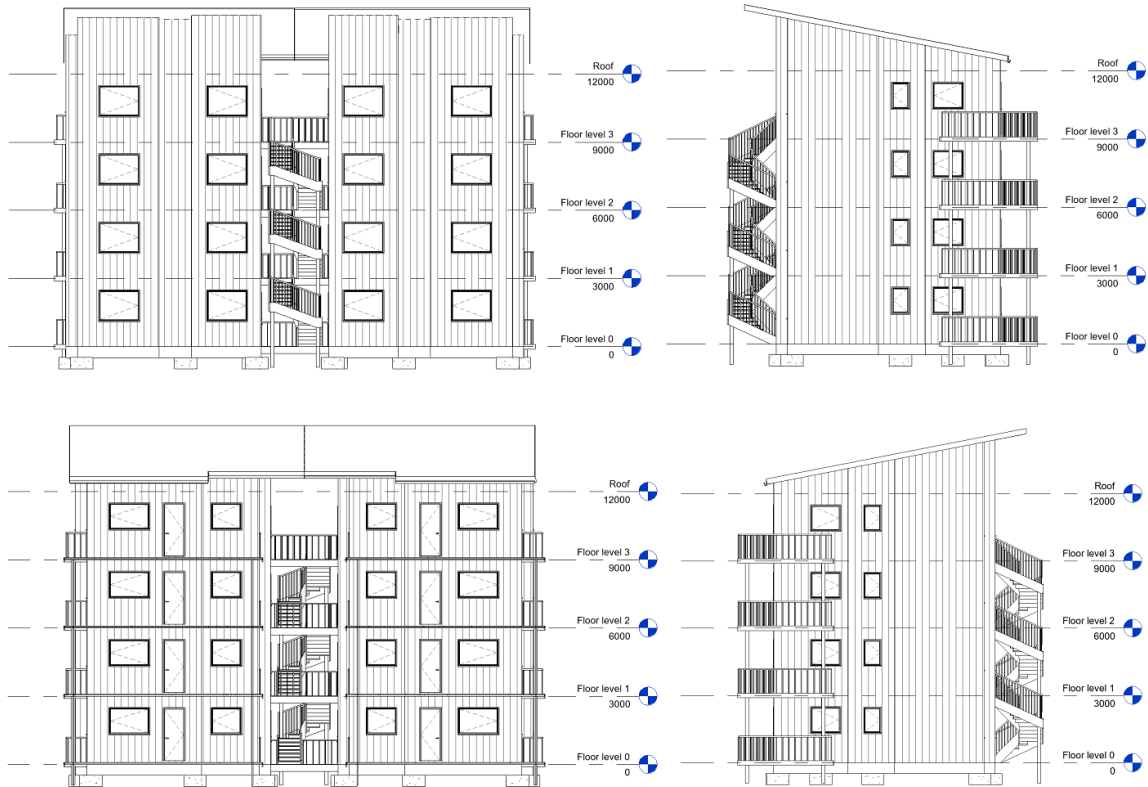 Roof
12000
Floor level 3
9000
Floor level 2
6000
Floor level 1
3000
Floor level 0
0
Roof
12000
Floor level 3
9000
Floor level 2
6000
Floor level 1
3000
Floor level 0
0
Roof
12000
Floor level 3
9000
Floor level 2
6000
Floor level 1
3000
Floor level 0
0
Roof
12000
Floor level 3
9000
Floor level 2
6000
Floor level 1
3000
Floor level 0
0